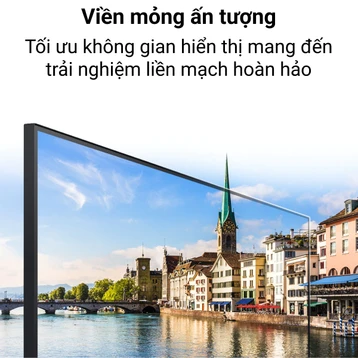 Viền mỏng ấn tượng
Tối ưu không gian hiển thị mang đến
trải nghiệm liền mạch hoàn hảo